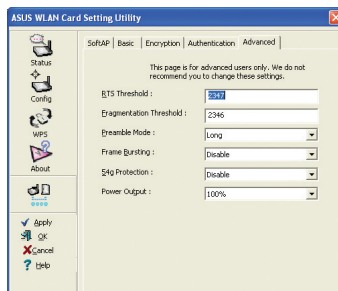 ASUS WLAN Card Setting Utility
Status
Config
WPS
About
Apply
OK
Cancel
Help
SoftAP Basic Encryption Authentication Advanced
This page is for advanced users only. We do not
recommend you to change these settings.
RTS Threshold : 2347
Fragmentation Threshold : 2346
Preamble Mode : Long
Frame Bursting : Disable
54g Protection : Disable
Power Output : 100%